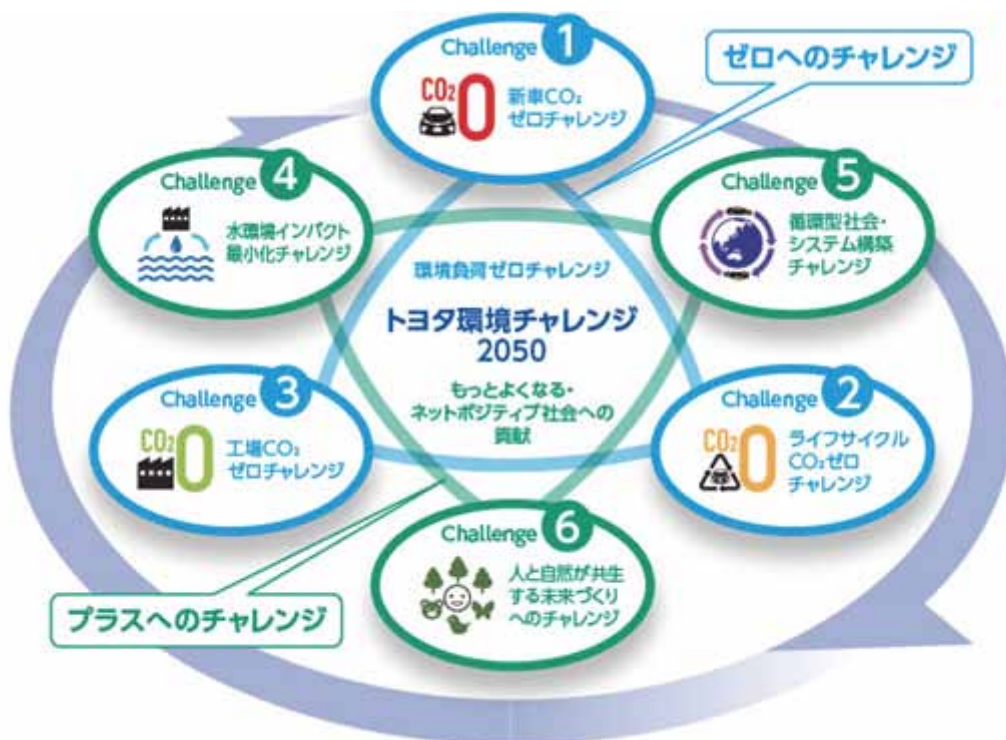 Challenge 1
CO₂ 0
新車CO₂
ゼロチャレンジ
ゼロへのチャレンジ
Challenge 4
水環境インパクト
最小化チャレンジ
Challenge 5
循環型社会・
システム構築
チャレンジ
環境負荷ゼロチャレンジ
トヨタ環境チャレンジ
2050
もっとよくなる・
ネットポジティブ社会への
貢献
Challenge 3
CO₂ 0
工場CO₂
ゼロチャレンジ
Challenge 2
CO₂ 0
ライフサイクル
CO₂ゼロ
チャレンジ
Challenge 6
人と自然が共生
する未来づくり
へのチャレンジ
プラスへのチャレンジ